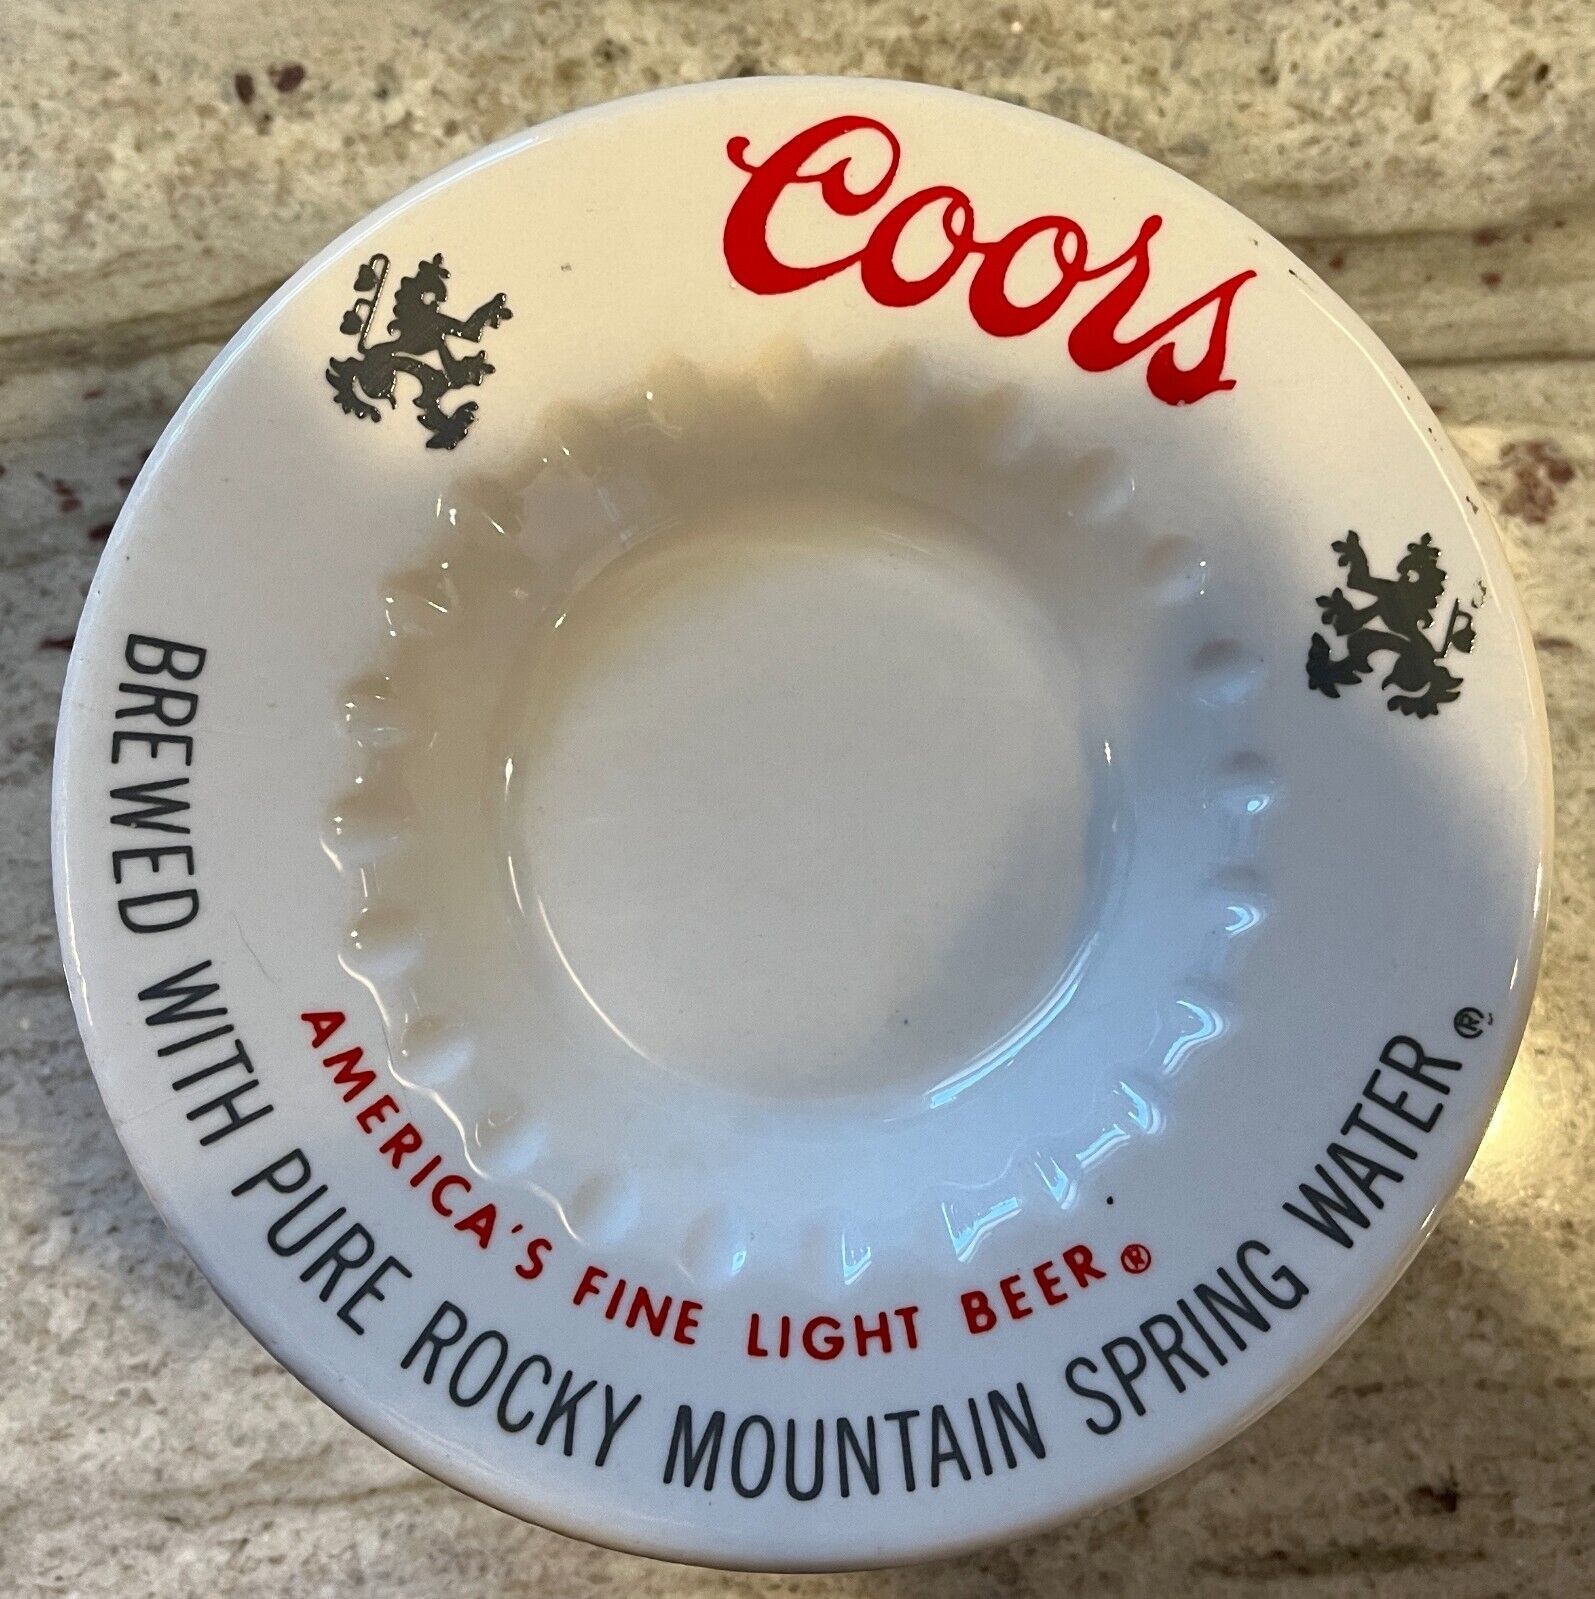 Coors
AMERICA'S FINE LIGHT BEER®
BREWED WITH PURE ROCKY MOUNTAIN SPRING WATER®